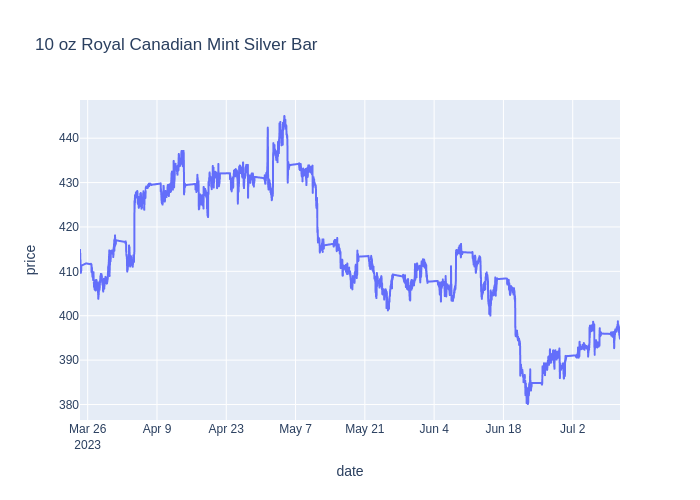 10 oz Royal Canadian Mint Silver Bar
price
440
430
420
410
400
390
380
Mar 26 Apr 9 Apr 23 May 7 May 21 Jun 4 Jun 18 Jul 2
2023
date